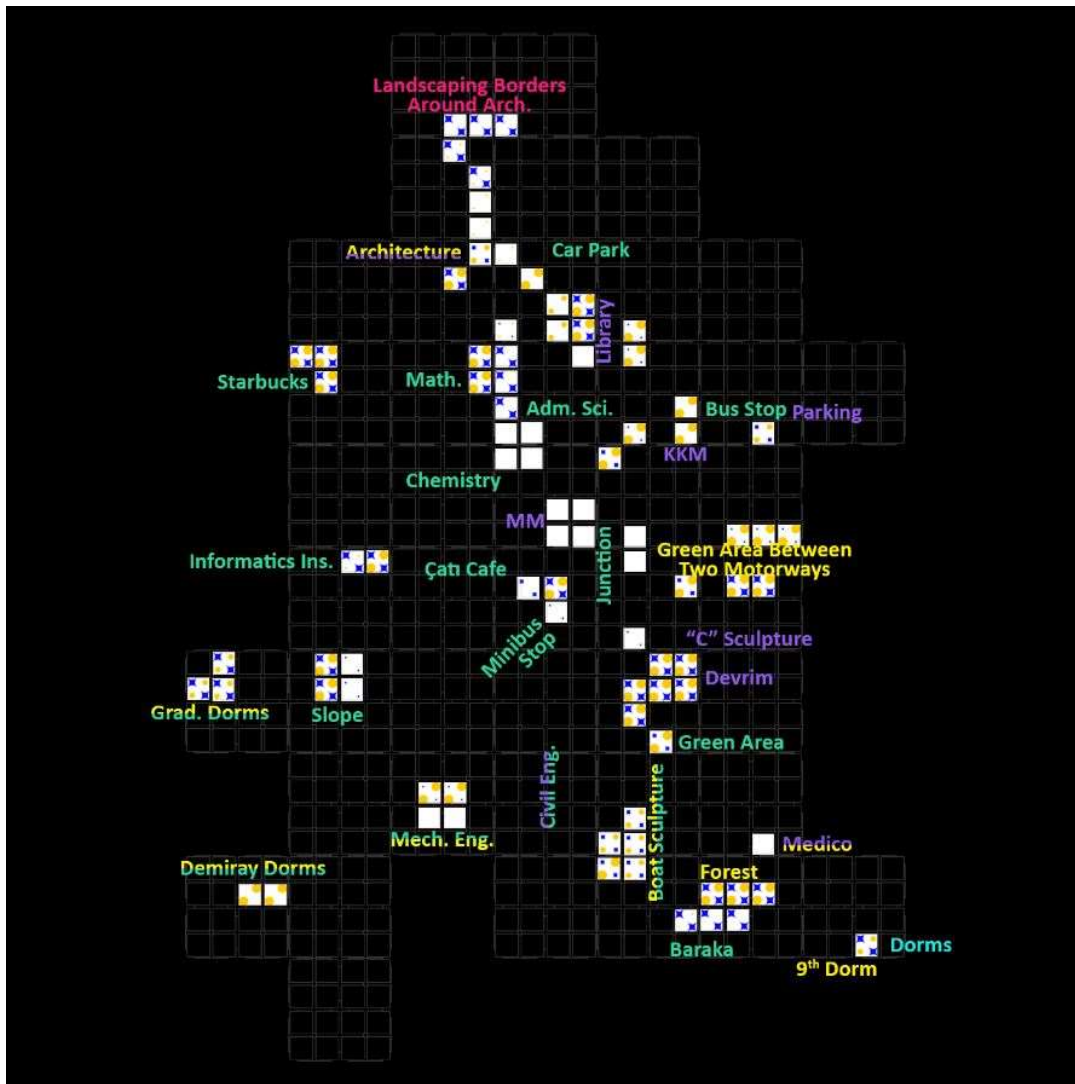 Landscaping Borders
Around Arch.
Architecture
Car Park
Library
Starbucks
Math.
Adm. Sci.
Bus Stop
Parking
KKM
Chemistry
MM
Junction
Green Area Between
Two Motorways
Informatics Ins.
Çatı Cafe
Minibus
Stop
“C” Sculpture
Devrim
Grad. Dorms
Slope
Green Area
Civil Eng.
Boat Sculpture
Mech. Eng.
Medico
Medico
Demiray Dorms
Forest
Baraka
Dorms
9th Dorm